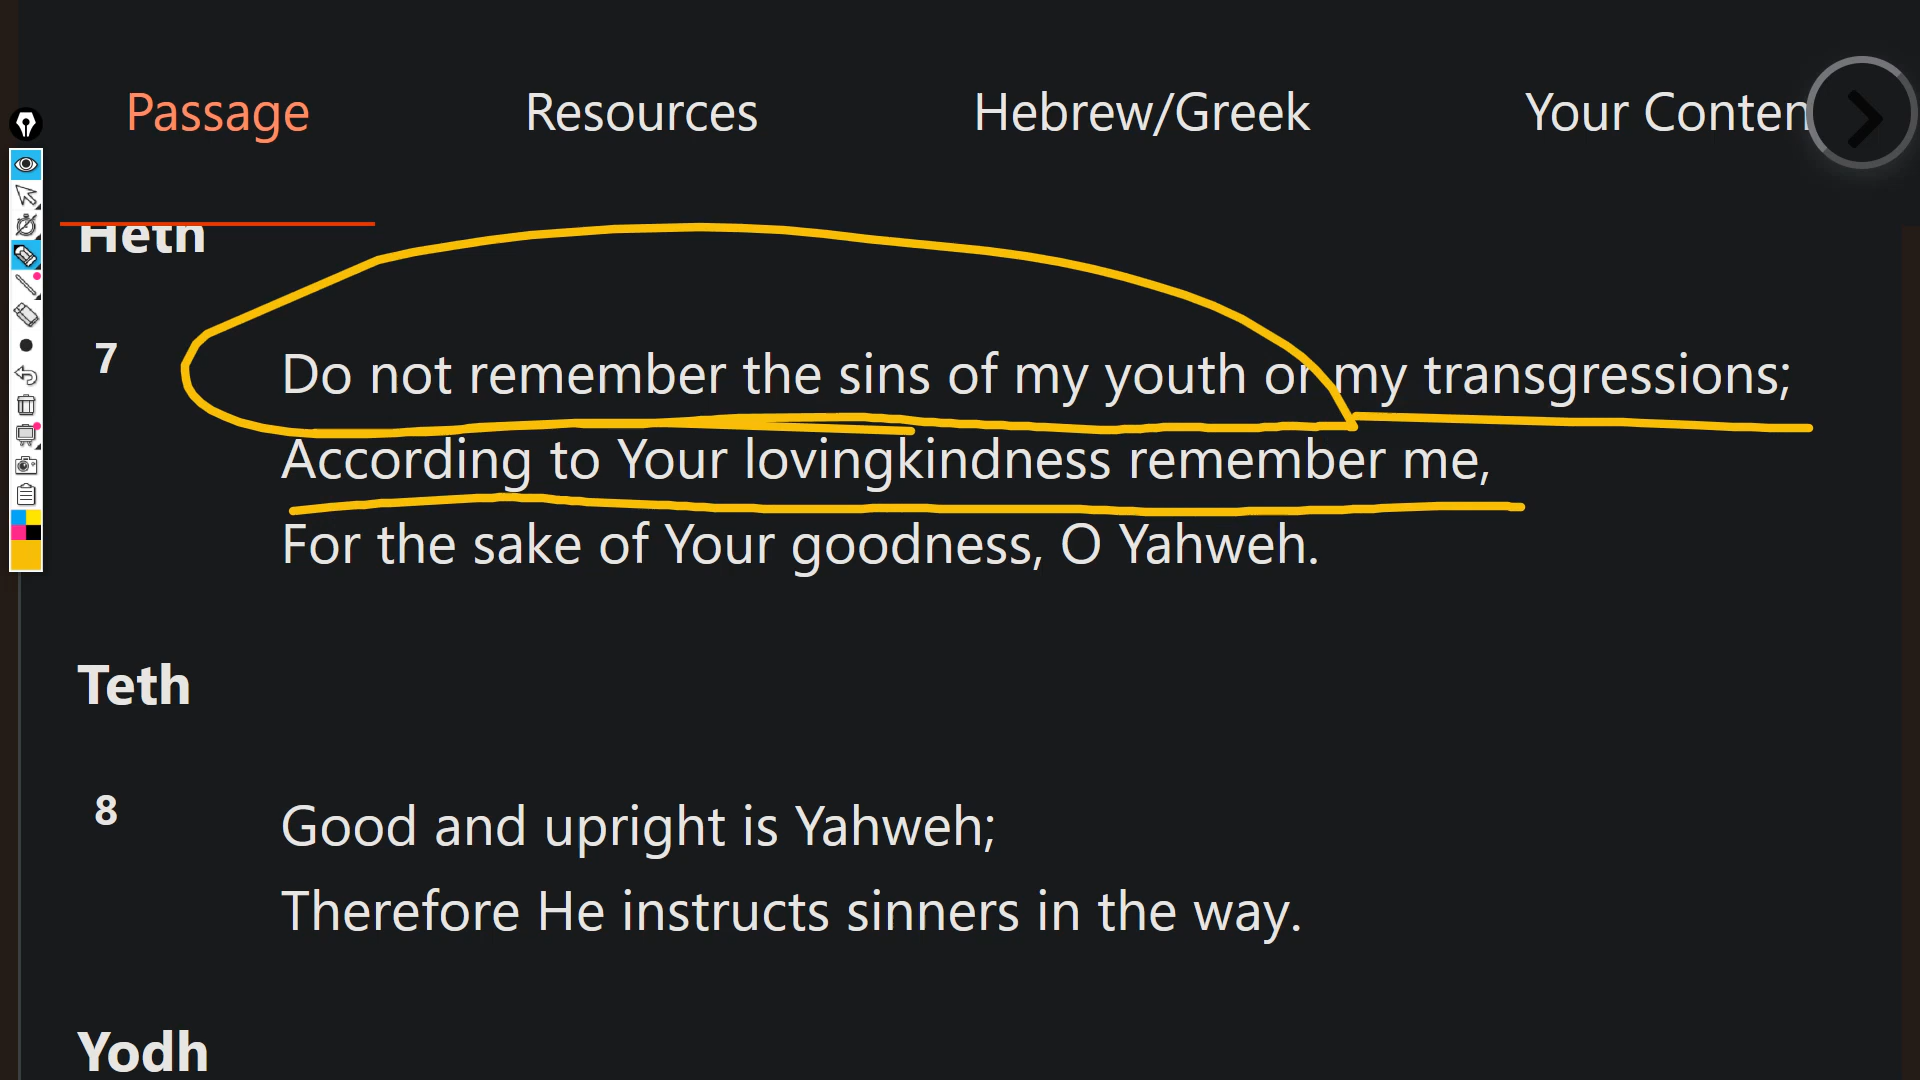 Passage Resources Hebrew/Greek Your Conten
Heth
7 Do not remember the sins of my youth or my transgressions;
According to Your lovingkindness remember me,
For the sake of Your goodness, O Yahweh.
Teth
8 Good and upright is Yahweh;
Therefore He instructs sinners in the way.
Yodh